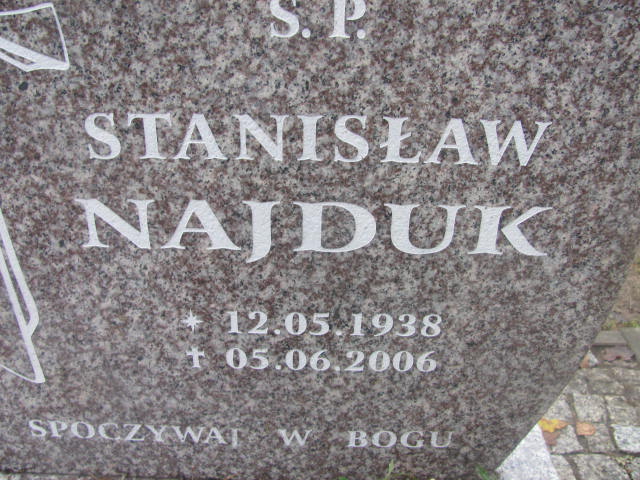 Ś. P.
STANISŁAW
NAJDUK
* 12.05.1938
✝ 05.06.2006
SPOCZYWAJ W BOGU